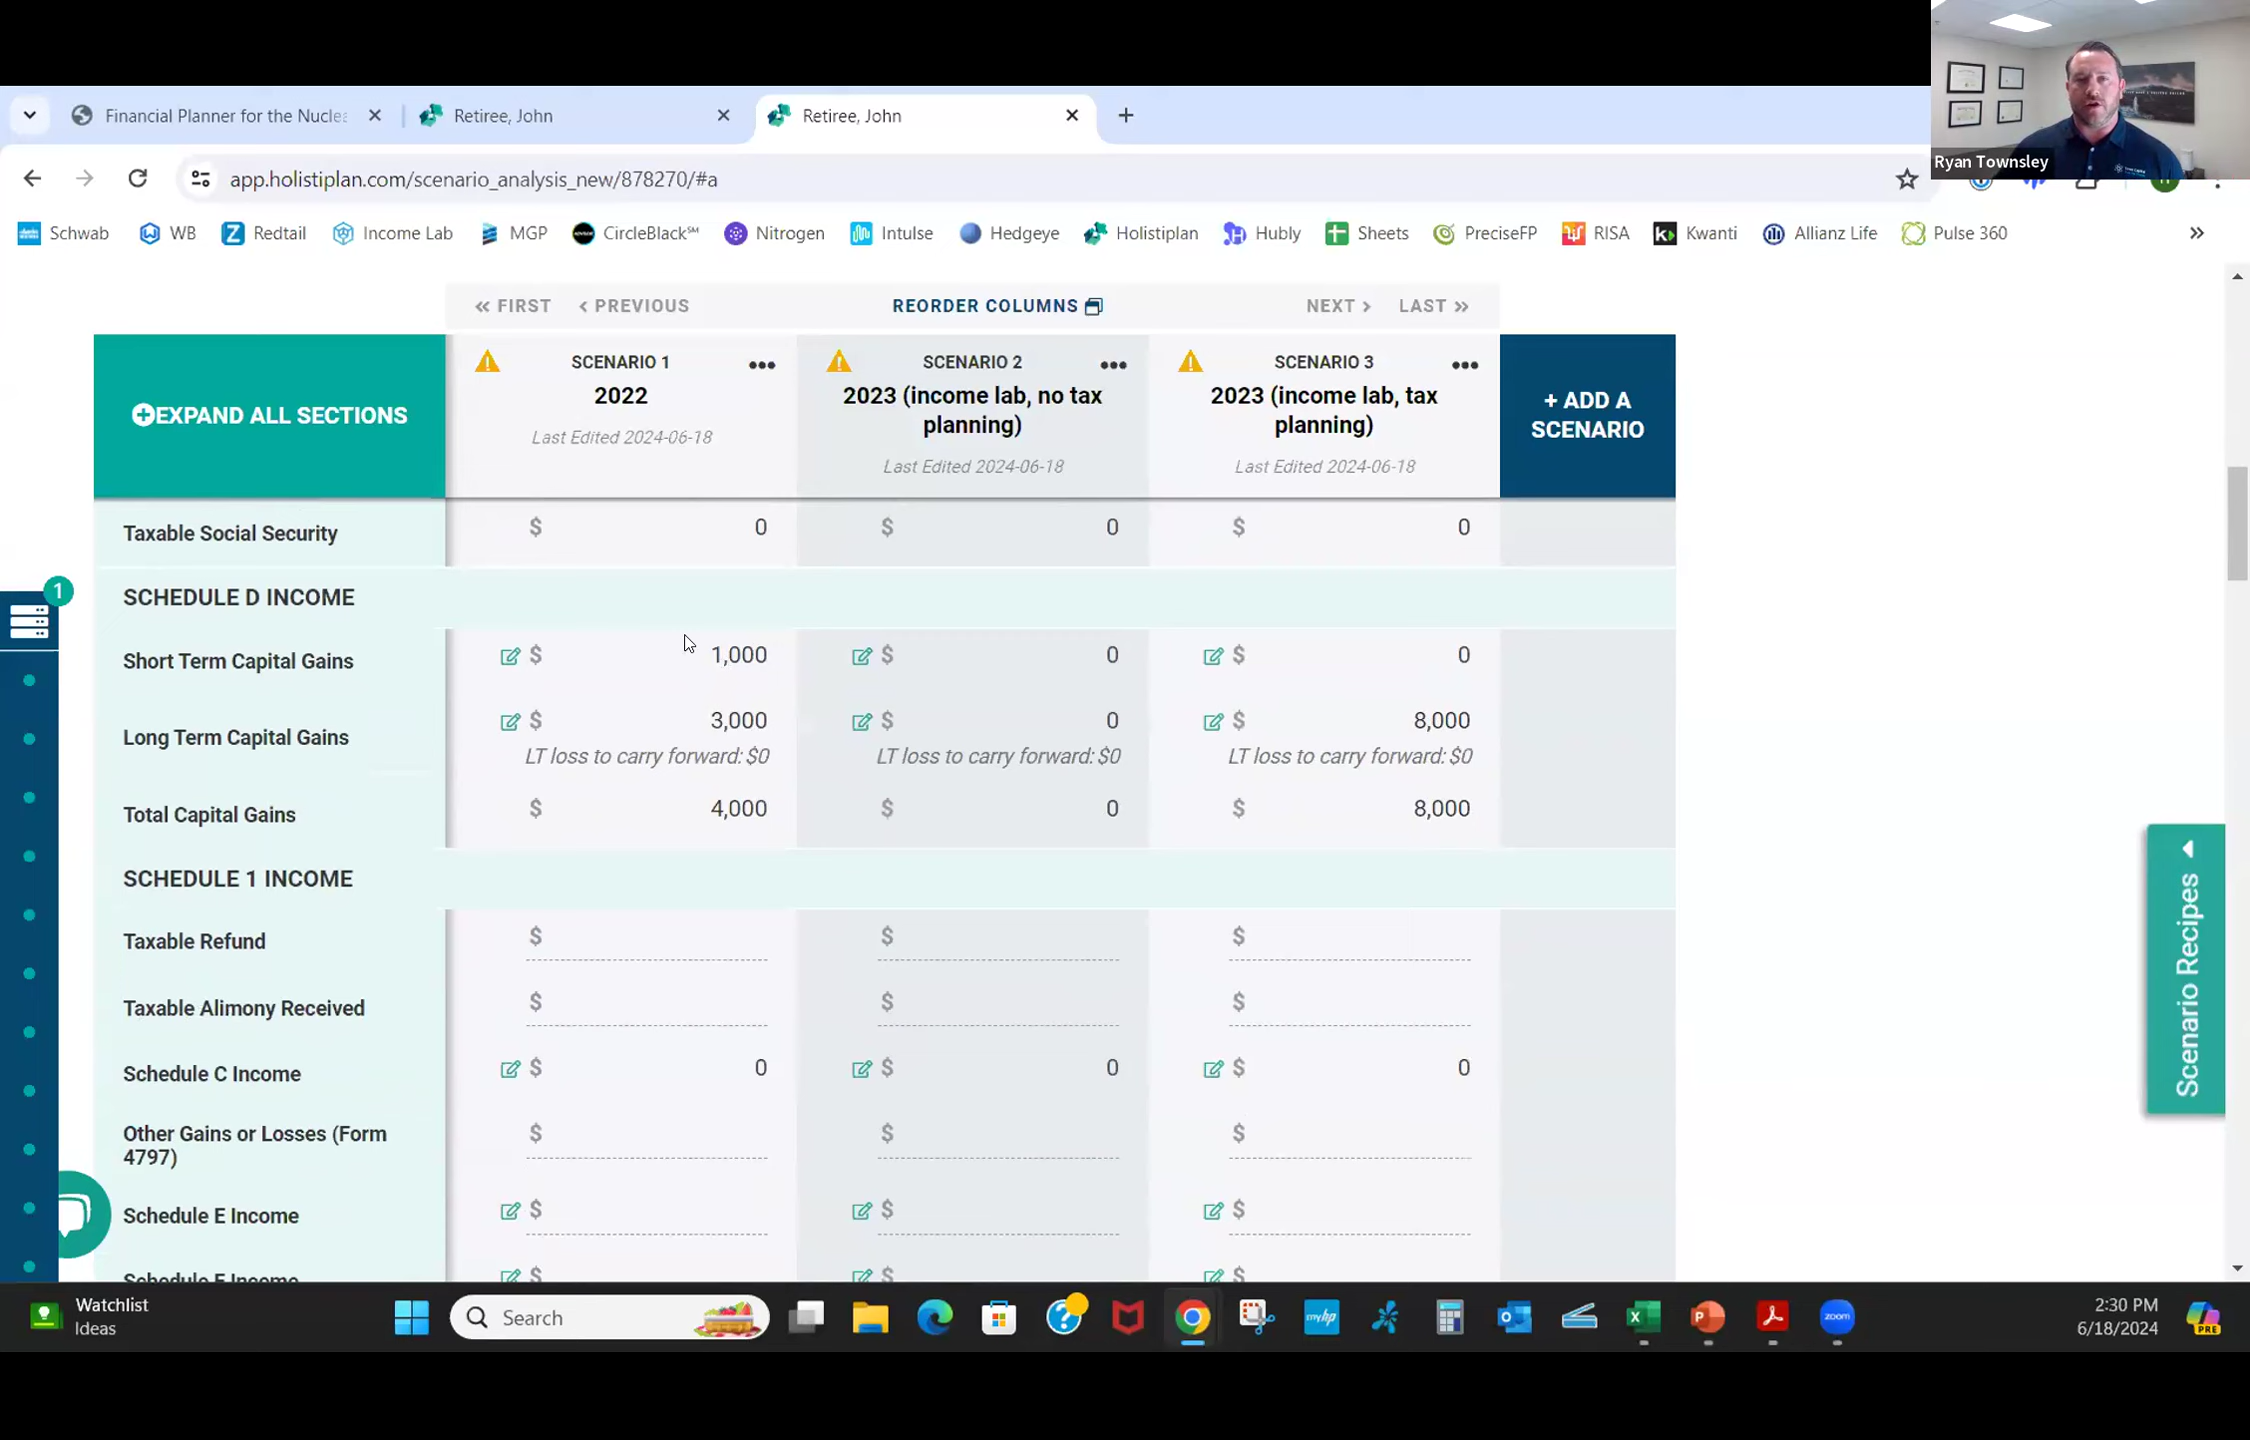 Ryan Townsley
Financial Planner for the Nucle
Retiree, John
Retiree, John
app.holistiplan.com/scenario_analysis_new/878270/#a
Schwab
WB
Redtail
Income Lab
MGP
CircleBlack℠
Nitrogen
Intulse
Hedgeye
Holistiplan
Hubly
Sheets
PreciseFP
RISA
Kwanti
Allianz Life
Pulse 360
« FIRST < PREVIOUS REORDER COLUMNS NEXT > LAST »
EXPAND ALL SECTIONS
SCENARIO 1
2022
Last Edited 2024-06-18
SCENARIO 2
2023 (income lab, no tax
planning)
Last Edited 2024-06-18
SCENARIO 3
2023 (income lab, tax
planning)
Last Edited 2024-06-18
+ ADD A
SCENARIO
Taxable Social Security $ 0 $ 0 $ 0
SCHEDULE D INCOME
Short Term Capital Gains $ 1,000 $ 0 $ 0
Long Term Capital Gains $ 3,000 $ 0 $ 8,000
LT loss to carry forward: $0 LT loss to carry forward: $0 LT loss to carry forward: $0
Total Capital Gains $ 4,000 $ 0 $ 8,000
SCHEDULE 1 INCOME
Taxable Refund $ $ $
Taxable Alimony Received $ $ $
Schedule C Income $ 0 $ 0 $ 0
Other Gains or Losses (Form
4797) $ $ $
Schedule E Income $ $ $
Schedule F Income $ $ $
1
Scenario Recipes
Watchlist
Ideas
Search
myhp
zoom
2:30 PM
6/18/2024
PRE